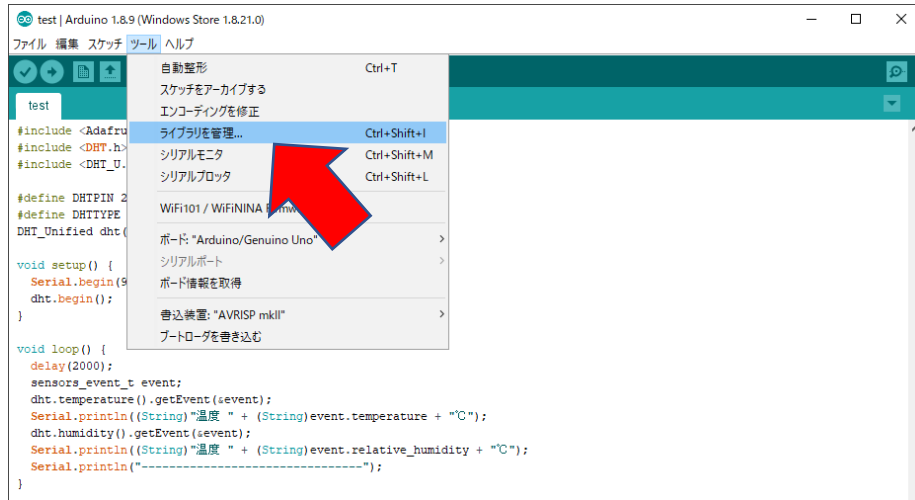 test | Arduino 1.8.9 (Windows Store 1.8.21.0)
ファイル 編集 スケッチ ツール ヘルプ
自動整形 Ctrl+T
スケッチをアーカイブする
エンコーディングを修正
ライブラリを管理... Ctrl+Shift+I
シリアルモニタ Ctrl+Shift+M
シリアルプロッタ Ctrl+Shift+L
WiFi101 / WiFiNINA
ボード: "Arduino/Genuino Uno"
シリアルポート
ボード情報を取得
書込装置: "AVRISP mkII"
ブートローダを書き込む
test
#include <Adafru
#include <DHT.h>
#include <DHT_U.
#define DHTPIN 2
#define DHTTYPE
DHT_Unified dht(
void setup() {
Serial.begin(9
dht.begin();
}
void loop() {
delay(2000);
sensors_event_t event;
dht.temperature().getEvent(&event);
Serial.println((String)"温度 " + (String)event.temperature + "℃");
dht.humidity().getEvent(&event);
Serial.println((String)"温度 " + (String)event.relative_humidity + "℃");
Serial.println("--------------------------------");
}